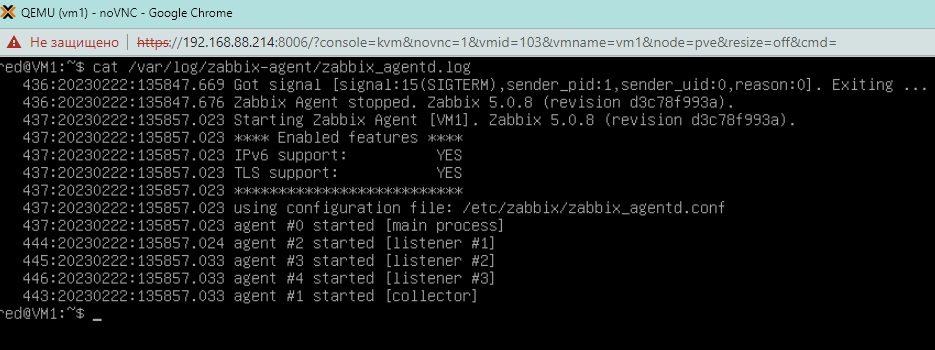 QEMU (vm1) - noVNC - Google Chrome
Не защищено | https://192.168.88.214:8006/?console=kvm&novnc=1&vmid=103&vmname=vm1&node=pve&resize=off&cmd=
red@VM1:~$ cat /var/log/zabbix-agent/zabbix_agentd.log
436:20230222:135847.669 Got signal [signal:15(SIGTERM),sender_pid:1,sender_uid:0,reason:0]. Exiting ...
436:20230222:135847.676 Zabbix Agent stopped. Zabbix 5.0.8 (revision d3c78f993a).
437:20230222:135857.023 Starting Zabbix Agent [VM1]. Zabbix 5.0.8 (revision d3c78f993a).
437:20230222:135857.023 **** Enabled features ****
437:20230222:135857.023 IPv6 support:          YES
437:20230222:135857.023 TLS support:           YES
437:20230222:135857.023 **************************
437:20230222:135857.023 using configuration file: /etc/zabbix/zabbix_agentd.conf
437:20230222:135857.023 agent #0 started [main process]
444:20230222:135857.024 agent #2 started [listener #1]
445:20230222:135857.033 agent #3 started [listener #2]
446:20230222:135857.033 agent #4 started [listener #3]
443:20230222:135857.033 agent #1 started [collector]
red@VM1:~$ _